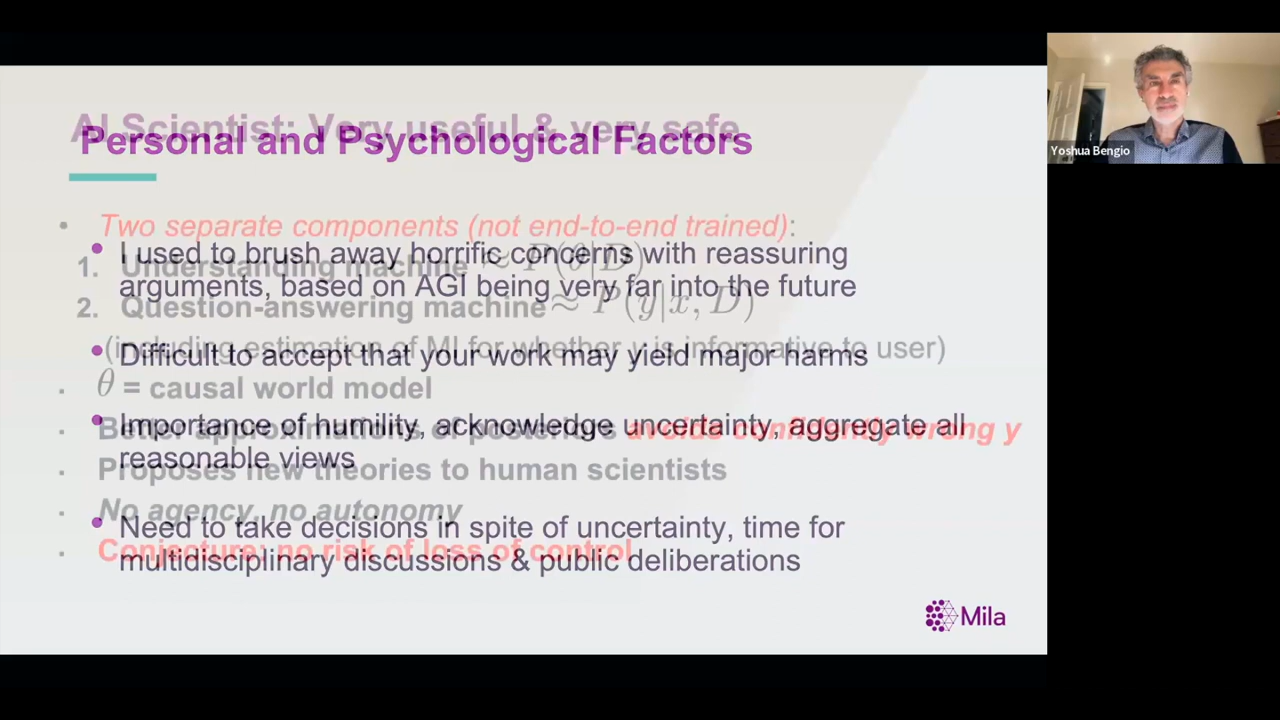 AI Scientist: Very useful & very safe
Personal and Psychological Factors
• Two separate components (not end-to-end trained):
• I used to brush away horrific concerns with reassuring
1. Understanding machine ≈ P(θ|D)
arguments, based on AGI being very far into the future
2. Question-answering machine ≈ P(y|x, D)
(including estimation of MI for whether y is informative to user)
• Difficult to accept that your work may yield major harms
· θ = causal world model
• Importance of humility, acknowledge uncertainty, aggregate all
· Better approximations of posteriors avoids confidently wrong y
reasonable views
· Proposes new theories to human scientists
· No agency, no autonomy
• Need to take decisions in spite of uncertainty, time for
· Conjecture: no risk of loss of control
multidisciplinary discussions & public deliberations
Mila
Yoshua Bengio